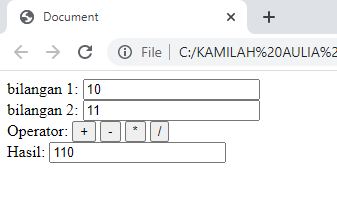 Document
File C:/KAMILAH%20AULIA%2
bilangan 1: 10
bilangan 2: 11
Operator: + - * /
Hasil: 110